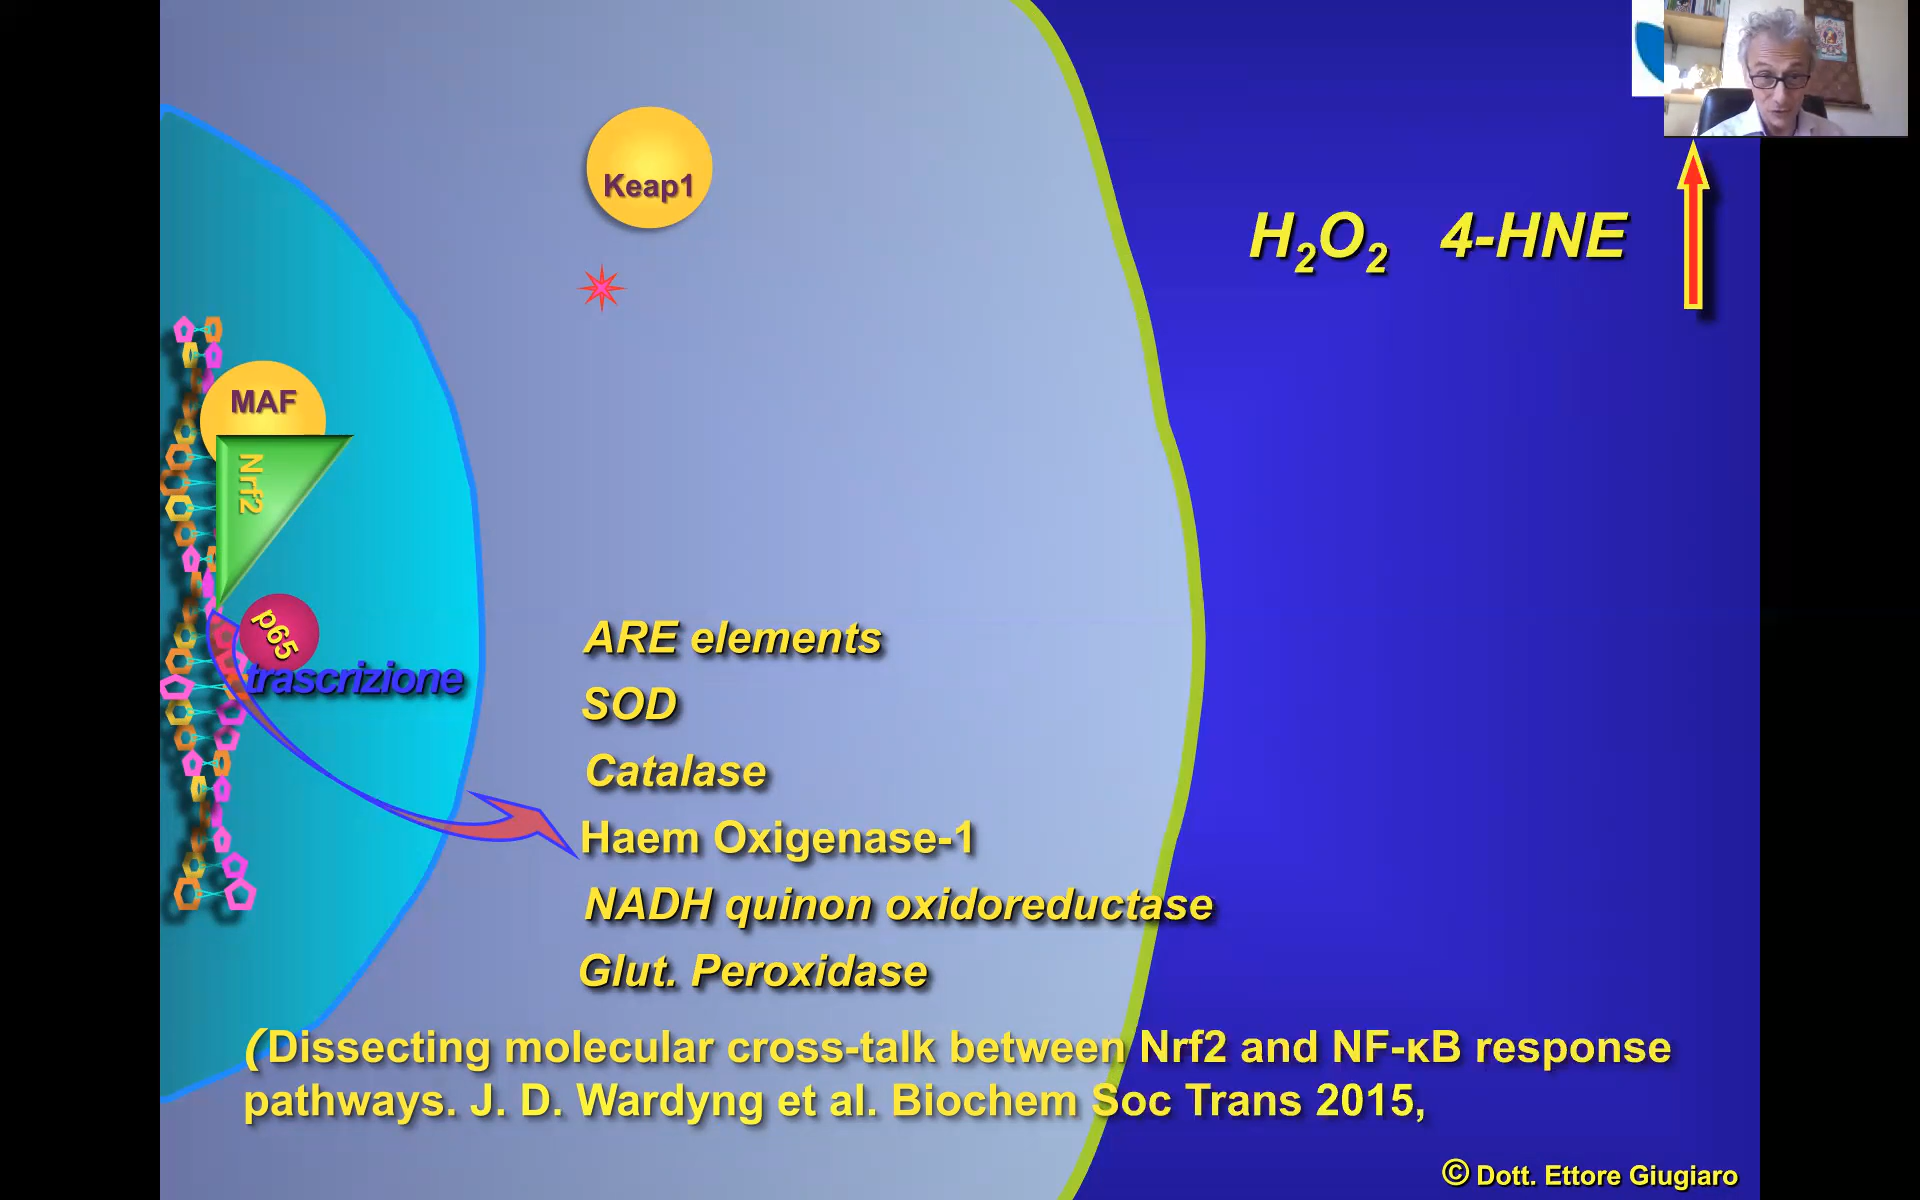 Keap1
H₂O₂ 4-HNE
MAF
Nrf2
p65
trascrizione
ARE elements
SOD
Catalase
Haem Oxigenase-1
NADH quinon oxidoreductase
Glut. Peroxidase
(Dissecting molecular cross-talk between Nrf2 and NF-κB response
pathways. J. D. Wardyng et al. Biochem Soc Trans 2015,
© Dott. Ettore Giugiaro